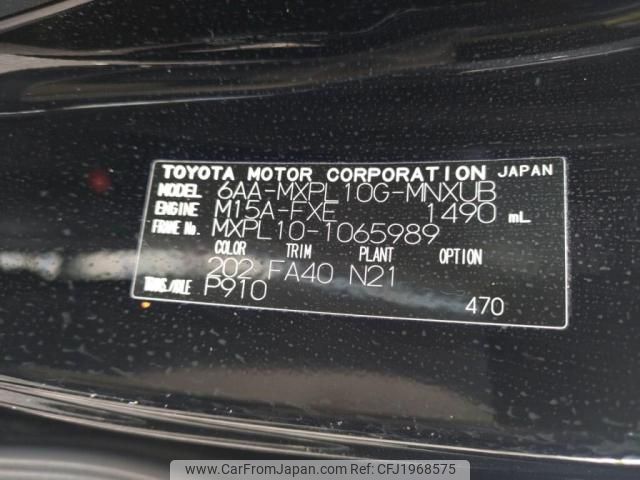 TOYOTA MOTOR CORPORATION JAPAN
MODEL 6AA-MXPL10G-MNXUB
ENGINE M15A-FXE 1490 mL
FRAME No. MXPL10-1065989
COLOR TRIM PLANT OPTION
202 FA40 N21
TRANS./AXLE P910
470
www.CarFromJapan.com Ref: CFJ1968575